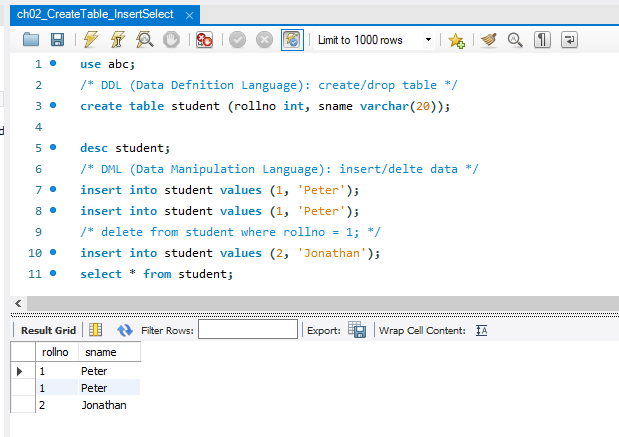 ch02_CreateTable_InsertSelect
Limit to 1000 rows
1 use abc;
2 /* DDL (Data Defnition Language): create/drop table */
3 create table student (rollno int, sname varchar(20));
4
5 desc student;
6 /* DML (Data Manipulation Language): insert/delte data */
7 insert into student values (1, 'Peter');
8 insert into student values (1, 'Peter');
9 /* delete from student where rollno = 1; */
10 insert into student values (2, 'Jonathan');
11 select * from student;
Result Grid Filter Rows: Export: Wrap Cell Content:
rollno sname
1 Peter
1 Peter
2 Jonathan